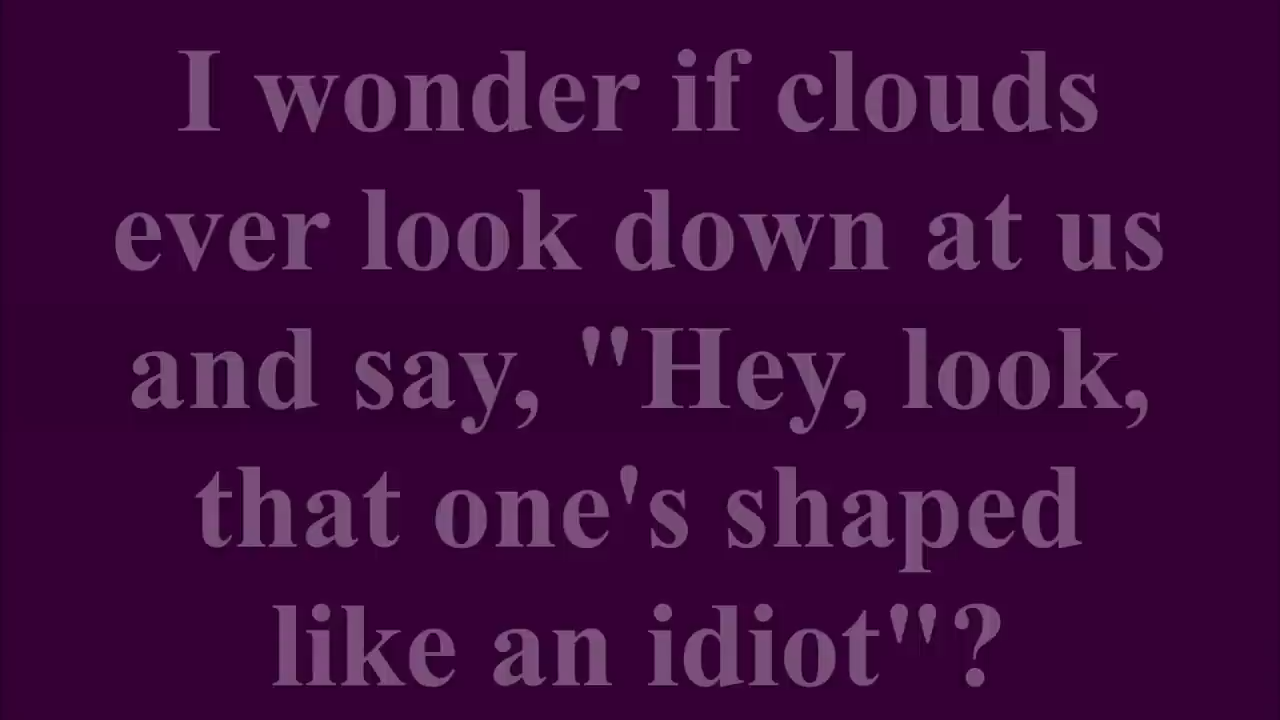 I wonder if clouds
ever look down at us
and say, "Hey, look,
that one's shaped
like an idiot"?